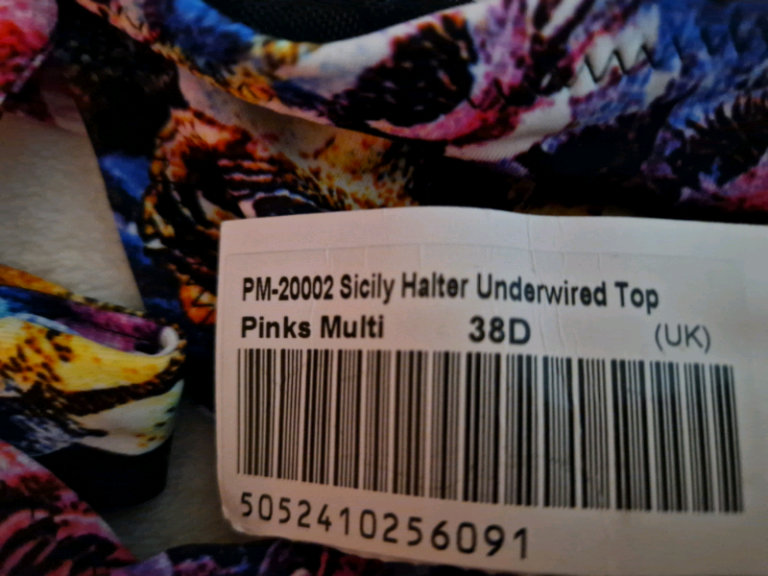 PM-20002 Sicily Halter Underwired Top
Pinks Multi 38D (UK)
5052410256091